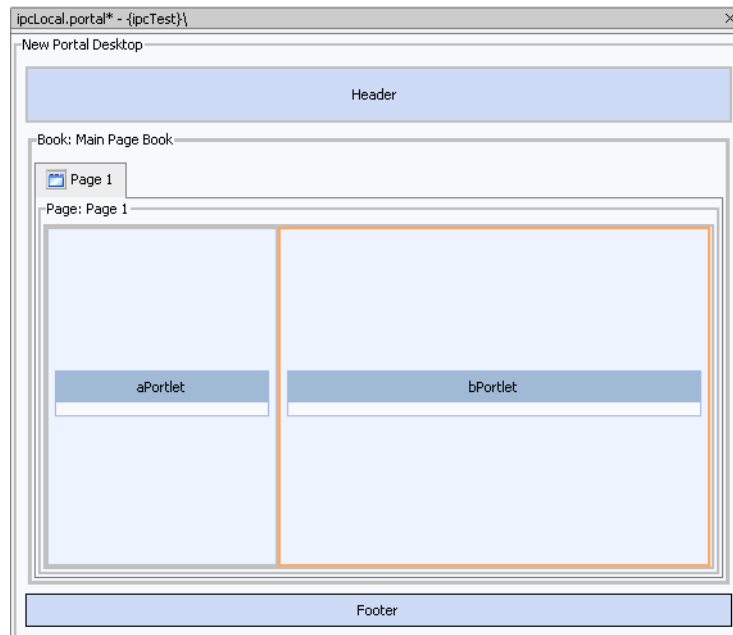 ipcLocal.portal* - {ipcTest}\
New Portal Desktop
Header
Book: Main Page Book
Page 1
Page: Page 1
aPortlet
bPortlet
Footer